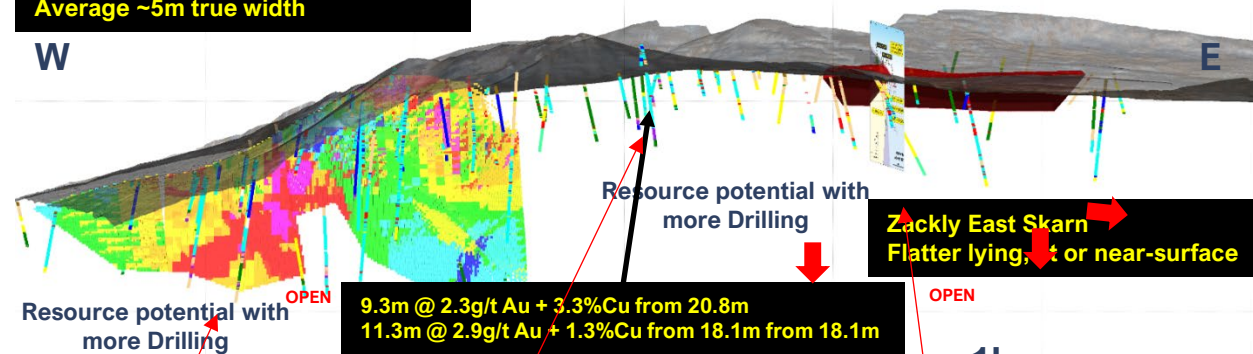 Average ~5m true width
W
E
Resource potential with
more Drilling
Zackly East Skarn
Flatter lying, at or near-surface
OPEN
OPEN
Resource potential with
more Drilling
9.3m @ 2.3g/t Au + 3.3%Cu from 20.8m
11.3m @ 2.9g/t Au + 1.3%Cu from 18.1m from 18.1m